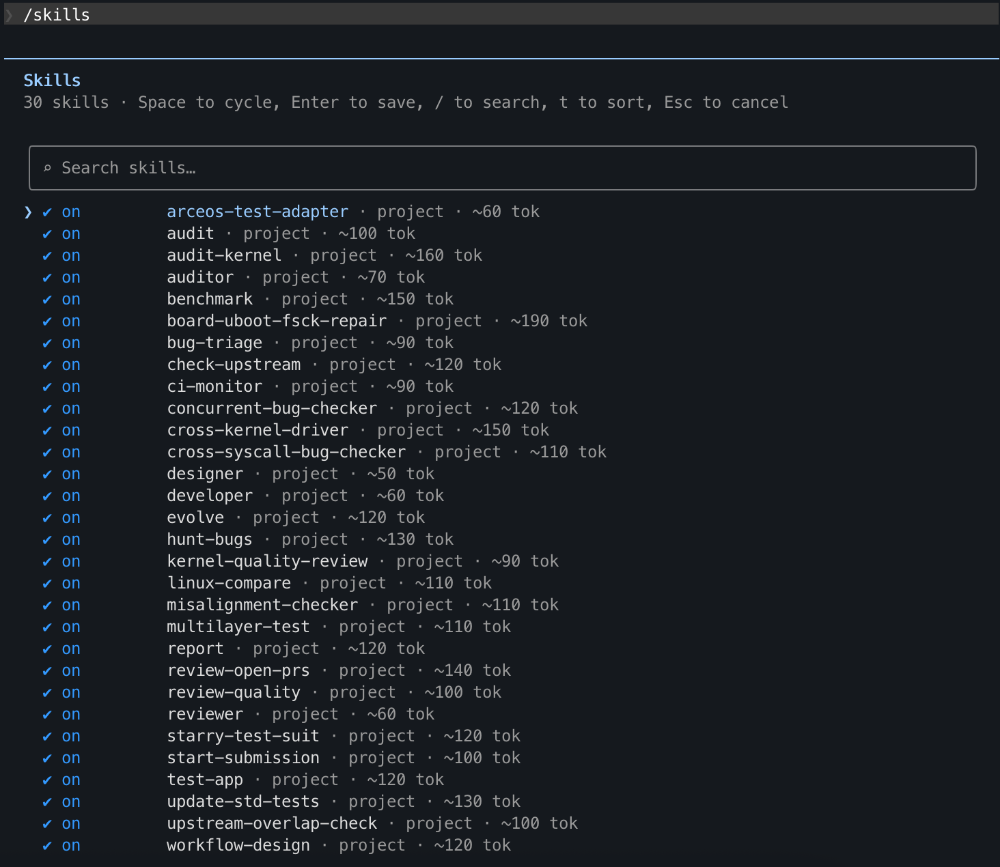 ❯ /skills
Skills
30 skills · Space to cycle, Enter to save, / to search, t to sort, Esc to cancel
⌕ Search skills…
❯ ✔ on arceos-test-adapter · project · ~60 tok
✔ on audit · project · ~100 tok
✔ on audit-kernel · project · ~160 tok
✔ on auditor · project · ~70 tok
✔ on benchmark · project · ~150 tok
✔ on board-uboot-fsck-repair · project · ~190 tok
✔ on bug-triage · project · ~90 tok
✔ on check-upstream · project · ~120 tok
✔ on ci-monitor · project · ~90 tok
✔ on concurrent-bug-checker · project · ~120 tok
✔ on cross-kernel-driver · project · ~150 tok
✔ on cross-syscall-bug-checker · project · ~110 tok
✔ on designer · project · ~50 tok
✔ on developer · project · ~60 tok
✔ on evolve · project · ~120 tok
✔ on hunt-bugs · project · ~130 tok
✔ on kernel-quality-review · project · ~90 tok
✔ on linux-compare · project · ~110 tok
✔ on misalignment-checker · project · ~110 tok
✔ on multilayer-test · project · ~110 tok
✔ on report · project · ~120 tok
✔ on review-open-prs · project · ~140 tok
✔ on review-quality · project · ~100 tok
✔ on reviewer · project · ~60 tok
✔ on starry-test-suit · project · ~120 tok
✔ on start-submission · project · ~100 tok
✔ on test-app · project · ~120 tok
✔ on update-std-tests · project · ~130 tok
✔ on upstream-overlap-check · project · ~100 tok
✔ on workflow-design · project · ~120 tok